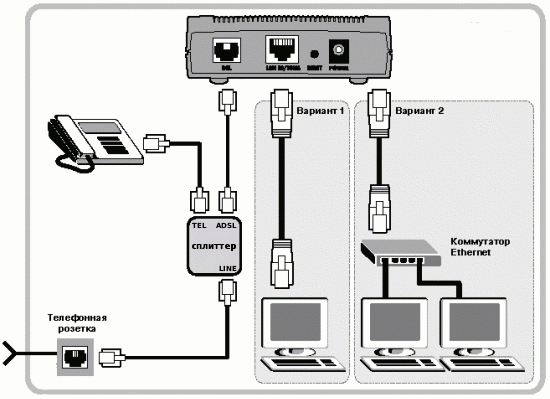 DSL
LAN 10/100M
RESET
POWER
Вариант 1
Вариант 2
TEL
ADSL
сплиттер
LINE
Коммутатор
Ethernet
Телефонная
розетка